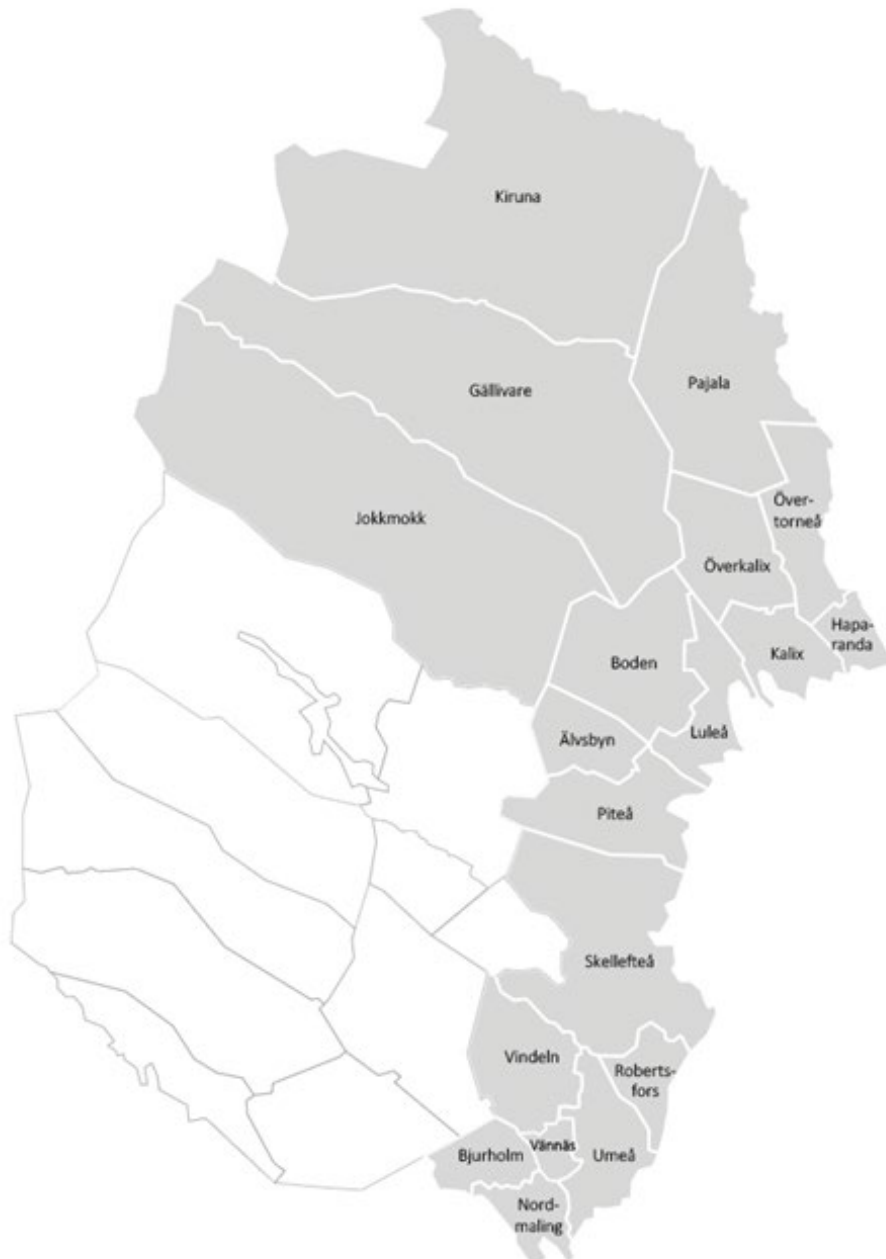 Kiruna
Gällivare
Pajala
Jokkmokk
Över-
torneå
Överkalix
Hapa-
randa
Kalix
Boden
Luleå
Älvsbyn
Piteå
Skellefteå
Vindeln
Roberts-
fors
Vännäs
Bjurholm
Umeå
Nord-
maling